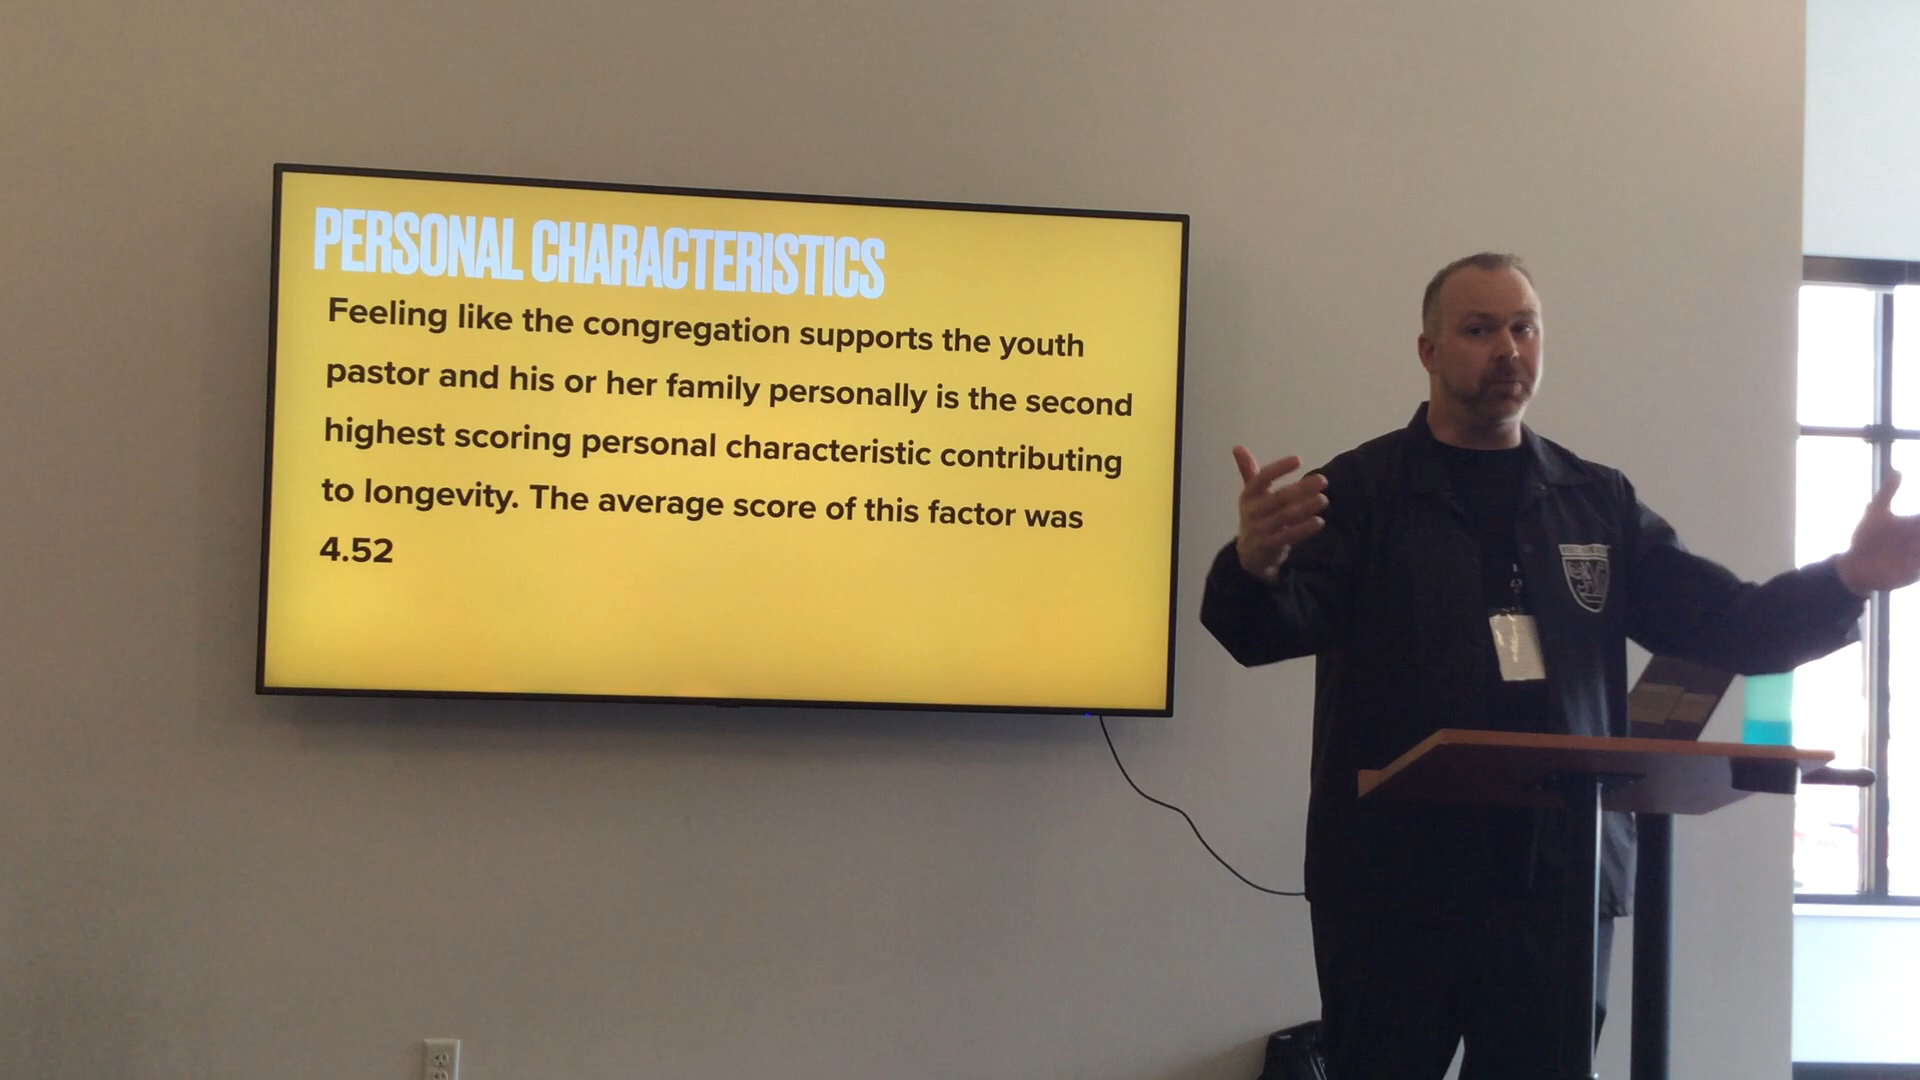 PERSONAL CHARACTERISTICS
Feeling like the congregation supports the youth
pastor and his or her family personally is the second
highest scoring personal characteristic contributing
to longevity. The average score of this factor was
4.52